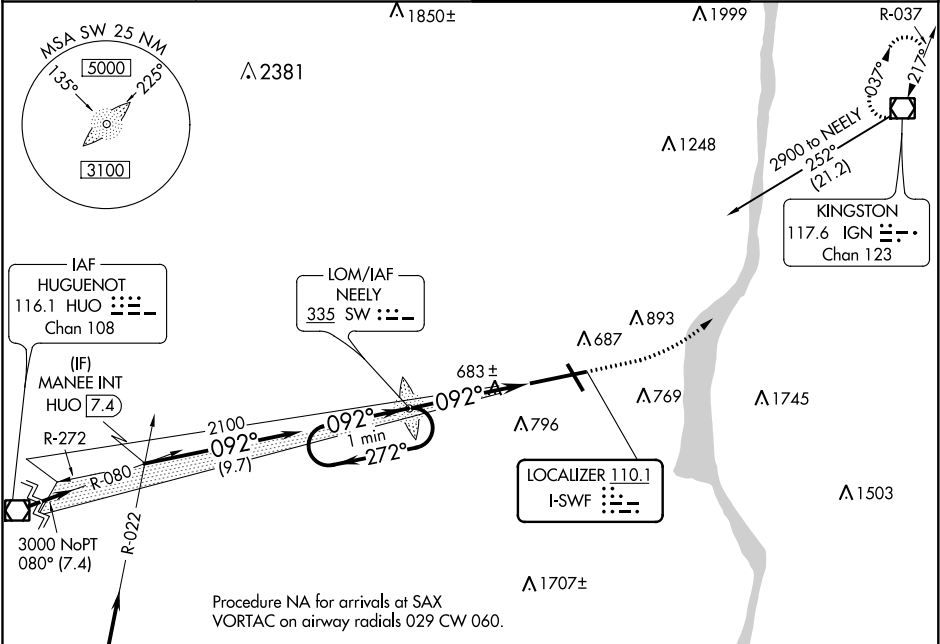 1850±
1999
R-037
MSA SW 25 NM
135°
5000
225°
3100
2381
037°
217°
1248
2900 to NEELY
252°
(21.2)
KINGSTON
117.6 IGN
Chan 123
IAF
HUGUENOT
116.1 HUO
Chan 108
LOM/IAF
NEELY
335 SW
(IF)
MANEE INT
HUO 7.4
893
687
683±
769
1745
796
R-272
2100
092°
092°
092°
1 min
272°
(9.7)
R-080
LOCALIZER 110.1
I-SWF
1503
3000 NoPT
080° (7.4)
R-022
1707±
Procedure NA for arrivals at SAX
VORTAC on airway radials 029 CW 060.